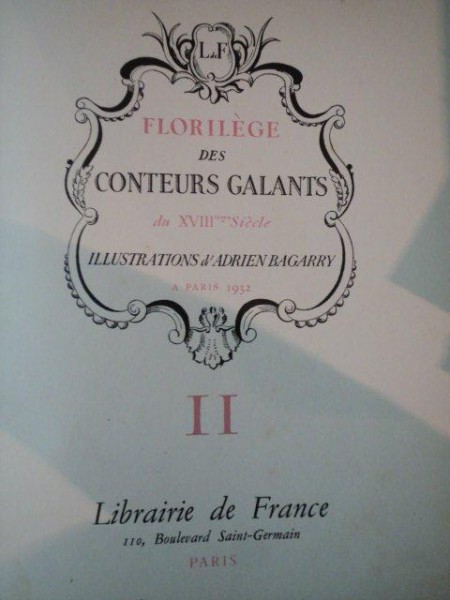 LdF
FLORILÈGE
DES
CONTEURS GALANTS
du XVIIIème Siècle
ILLUSTRATIONS d'ADRIEN BAGARRY
A PARIS 1932
II
Librairie de France
110, Boulevard Saint-Germain
PARIS